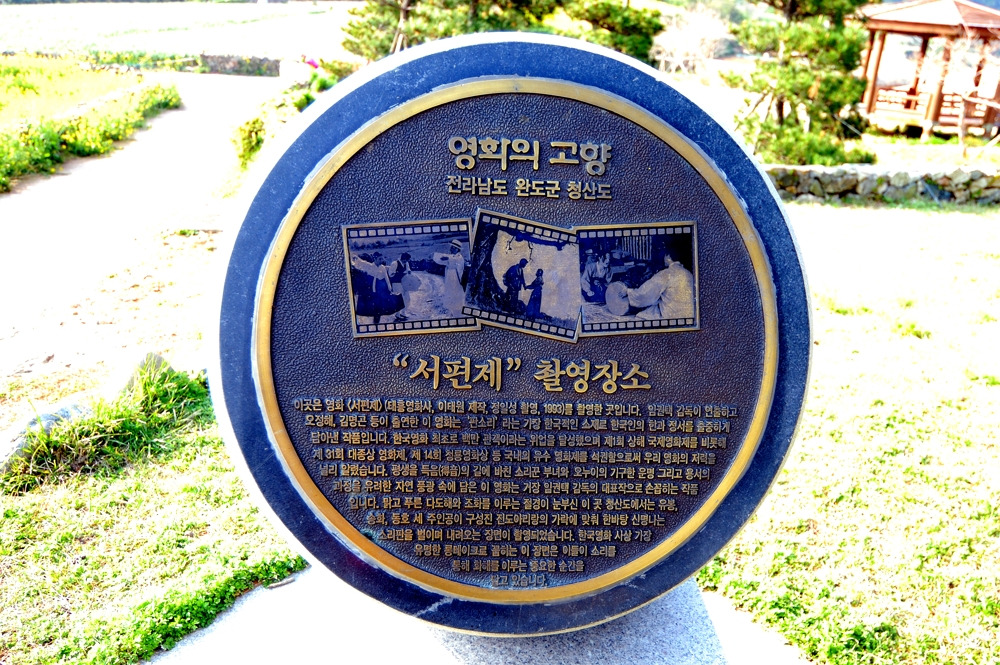 영화의 고향
전라남도 완도군 청산도
“서편제” 촬영장소
이곳은 영화 <서편제> (태흥영화사, 이태원 제작, 정일성 촬영, 1993)를 촬영한 곳입니다. 임권택 감독이 연출하고
오정해, 김명곤 등이 출연한 이 영화는 '판소리' 라는 가장 한국적인 소재로 한국인의 한과 정서를 출중하게
담아낸 작품입니다. 한국영화 최초로 백만 관객이라는 위업을 달성했으며 제1회 상해 국제영화제를 비롯해
제 31회 대종상 영화제, 제 14회 청룡영화상 등 국내의 유수 영화제를 석권함으로써 우리 영화의 저력을
널리 알렸습니다. 평생을 득음(得音)의 길에 바친 소리꾼 부녀와 오누이의 기구한 운명 그리고 용서의
과정을 유려한 자연 풍광 속에 담은 이 영화는 거장 임권택 감독의 대표작으로 손꼽히는 작품
입니다. 맑고 푸른 다도해와 조화를 이루는 절경이 눈부신 이 곳 청산도에서는 유봉,
송화, 동호 세 주인공이 구성진 진도아리랑의 가락에 맞춰 한바탕 신명나는
소리판을 벌이며 내려오는 장면이 촬영되었습니다. 한국영화 사상 가장
유명한 롱테이크로 꼽히는 이 장면은 이들이 소리를
통해 화해를 이루는 중요한 순간을
담고 있습니다.